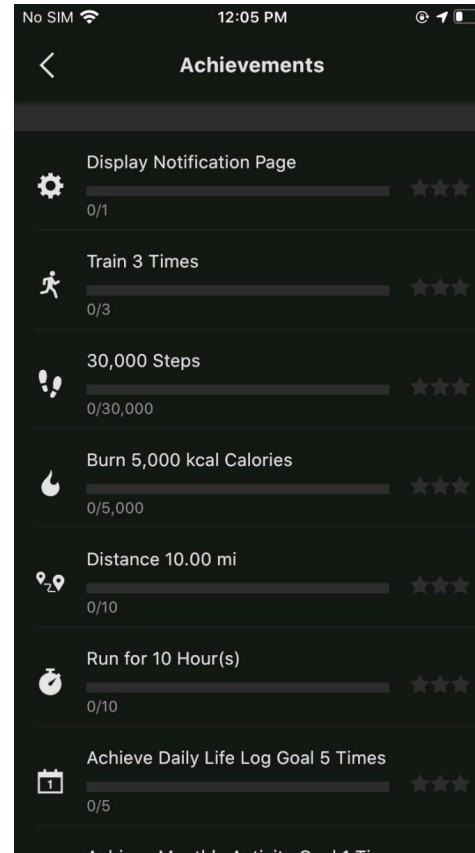 No SIM 12:05 PM
Achievements
Display Notification Page
0/1
Train 3 Times
0/3
30,000 Steps
0/30,000
Burn 5,000 kcal Calories
0/5,000
Distance 10.00 mi
0/10
Run for 10 Hour(s)
0/10
Achieve Daily Life Log Goal 5 Times
1
0/5